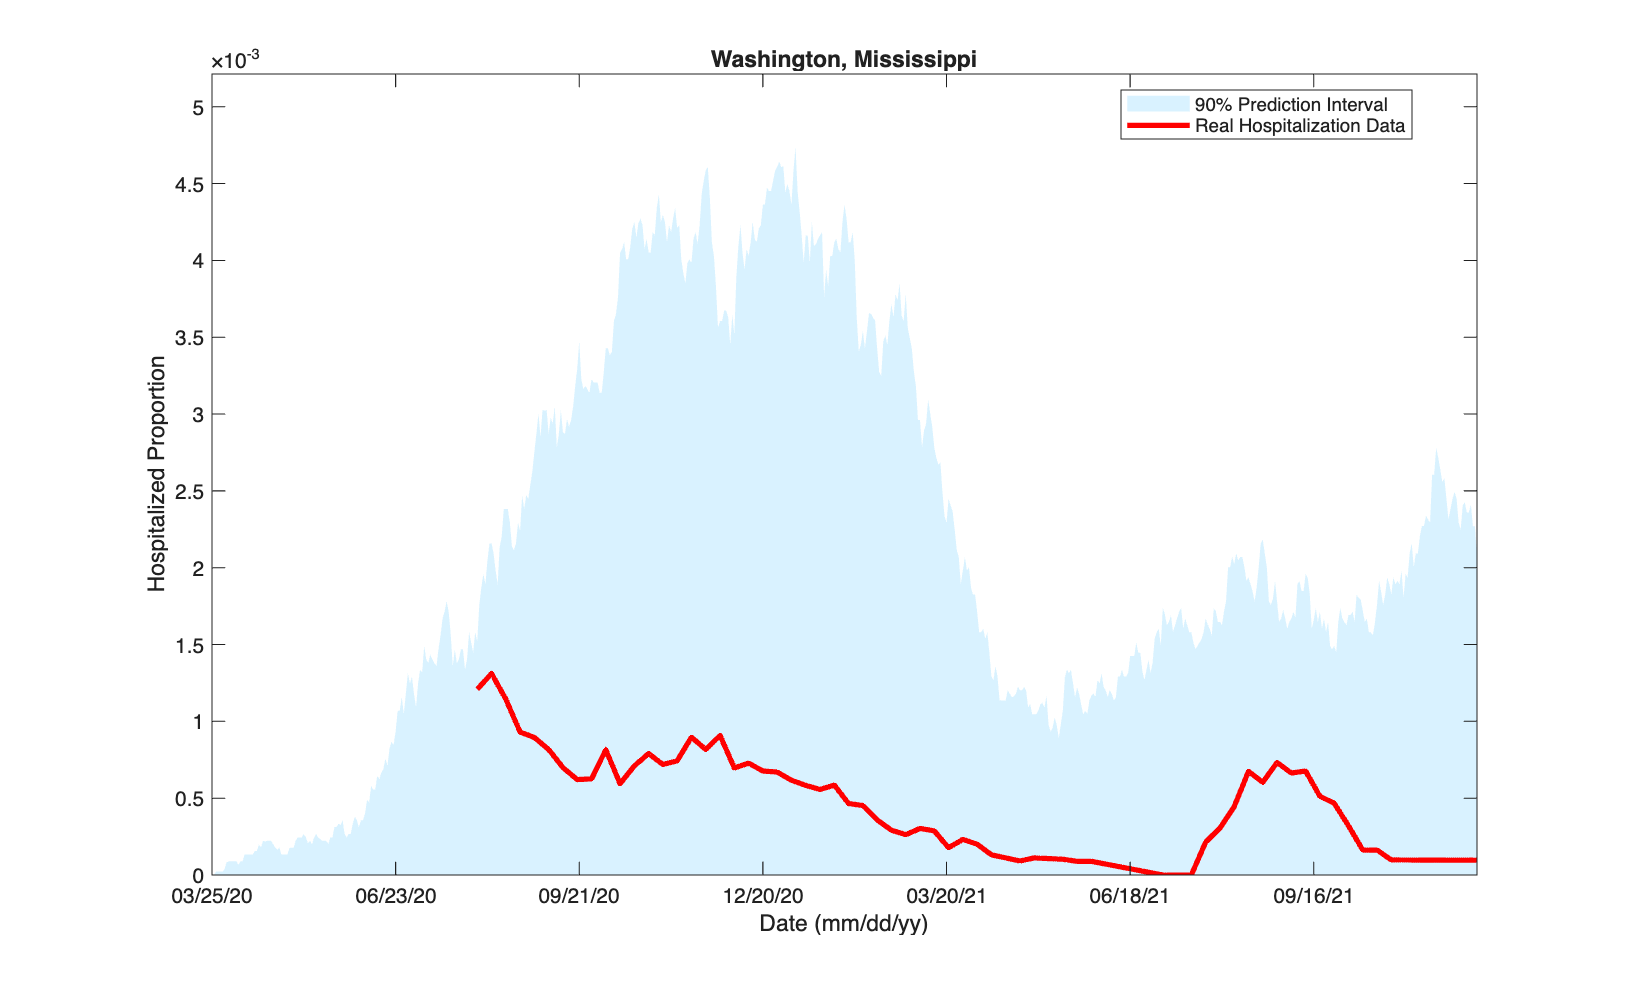 Washington, Mississippi
×10-3
90% Prediction Interval
Real Hospitalization Data
5
4.5
4
3.5
3
2.5
2
1.5
1
0.5
0
Hospitalized Proportion
03/25/20 06/23/20 09/21/20 12/20/20 03/20/21 06/18/21 09/16/21
Date (mm/dd/yy)